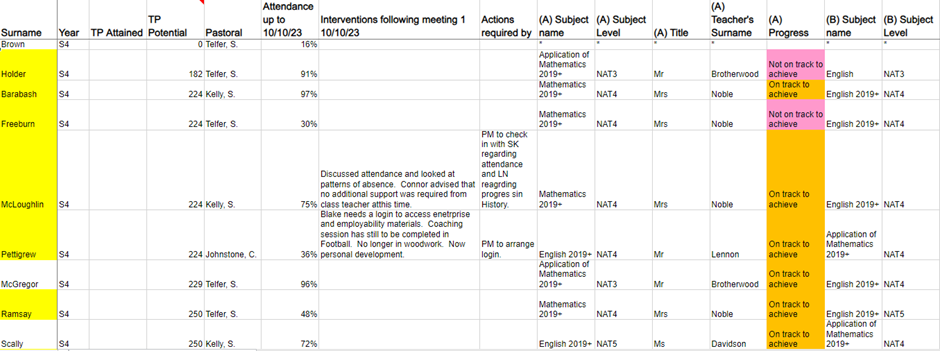 Surname Year TP Attained TP Potential Pastoral Attendance up to 10/10/23 Interventions following meeting 1 10/10/23 Actions required by (A) Subject name (A) Subject Level (A) Title (A) Teacher's Surname (A) Progress (B) Subject name (B) Subject Level
Brown S4 0 Telfer, S. 16% * * * * * * *
Holder S4 182 Telfer, S. 91% Application of Mathematics 2019+ NAT3 Mr Brotherwood Not on track to achieve English NAT3
Barabash S4 224 Kelly, S. 97% Mathematics 2019+ NAT4 Mrs Noble On track to achieve English 2019+ NAT4
Freeburn S4 224 Telfer, S. 30% Mathematics 2019+ NAT4 Mrs Noble Not on track to achieve English 2019+ NAT4
McLoughlin S4 224 Kelly, S. 75% Discussed attendance and looked at patterns of absence. Connor advised that no additional support was required from class teacher atthis time. PM to check in with SK regarding attendance and LN reagrding progres sin History. Mathematics 2019+ NAT4 Mrs Noble On track to achieve English 2019+ NAT4
Pettigrew S4 224 Johnstone, C. 36% Blake needs a login to access enetrprise and employability materials. Coaching session has still to be completed in Football. No longer in woodwork. Now personal development. PM to arrange login. English 2019+ NAT4 Mr Lennon On track to achieve Application of Mathematics 2019+ NAT4
McGregor S4 229 Telfer, S. 96% Application of Mathematics 2019+ NAT3 Mr Brotherwood On track to achieve English 2019+ NAT4
Ramsay S4 250 Telfer, S. 48% Mathematics 2019+ NAT4 Mrs Noble On track to achieve English 2019+ NAT5
Scally S4 250 Kelly, S. 72% English 2019+ NAT5 Ms Davidson On track to achieve Application of Mathematics 2019+ NAT4